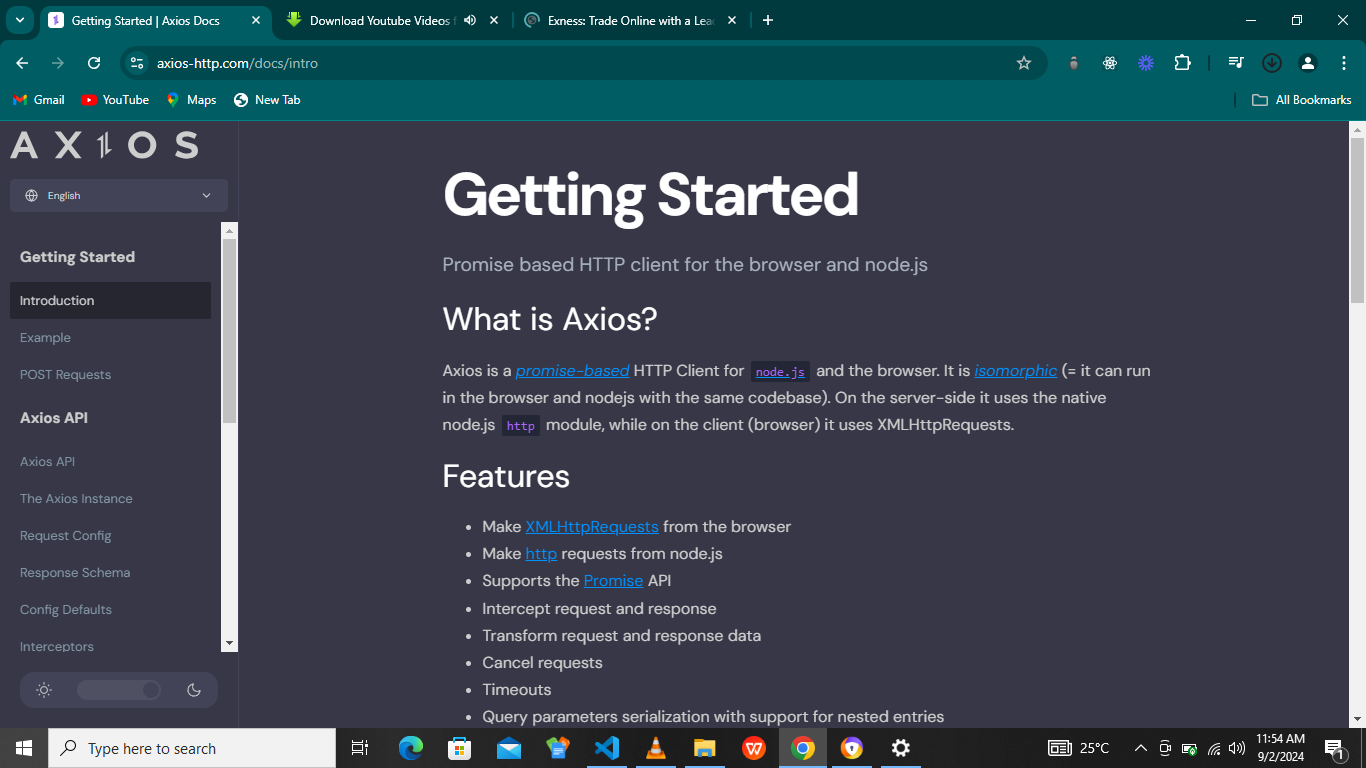 Getting Started | Axios Docs
Download Youtube Videos f
Exness: Trade Online with a Lea
axios-http.com/docs/intro
Gmail
YouTube
Maps
New Tab
All Bookmarks
AXIOS
English
Getting Started
Introduction
Example
POST Requests
Axios API
Axios API
The Axios Instance
Request Config
Response Schema
Config Defaults
Interceptors
Getting Started
Promise based HTTP client for the browser and node.js
What is Axios?
Axios is a promise-based HTTP Client for node.js and the browser. It is isomorphic (= it can run
in the browser and nodejs with the same codebase). On the server-side it uses the native
node.js http module, while on the client (browser) it uses XMLHttpRequests.
Features
• Make XMLHttpRequests from the browser
• Make http requests from node.js
• Supports the Promise API
• Intercept request and response
• Transform request and response data
• Cancel requests
• Timeouts
• Query parameters serialization with support for nested entries
Type here to search
25°C
11:54 AM
9/2/2024
1